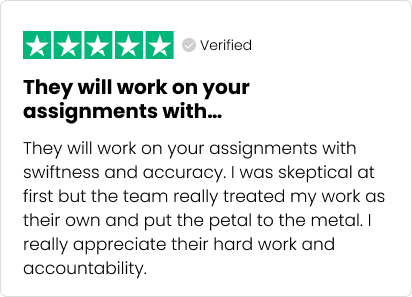 Verified
They will work on your
assignments with...
They will work on your assignments with
swiftness and accuracy. I was skeptical at
first but the team really treated my work as
their own and put the petal to the metal. I
really appreciate their hard work and
accountability.